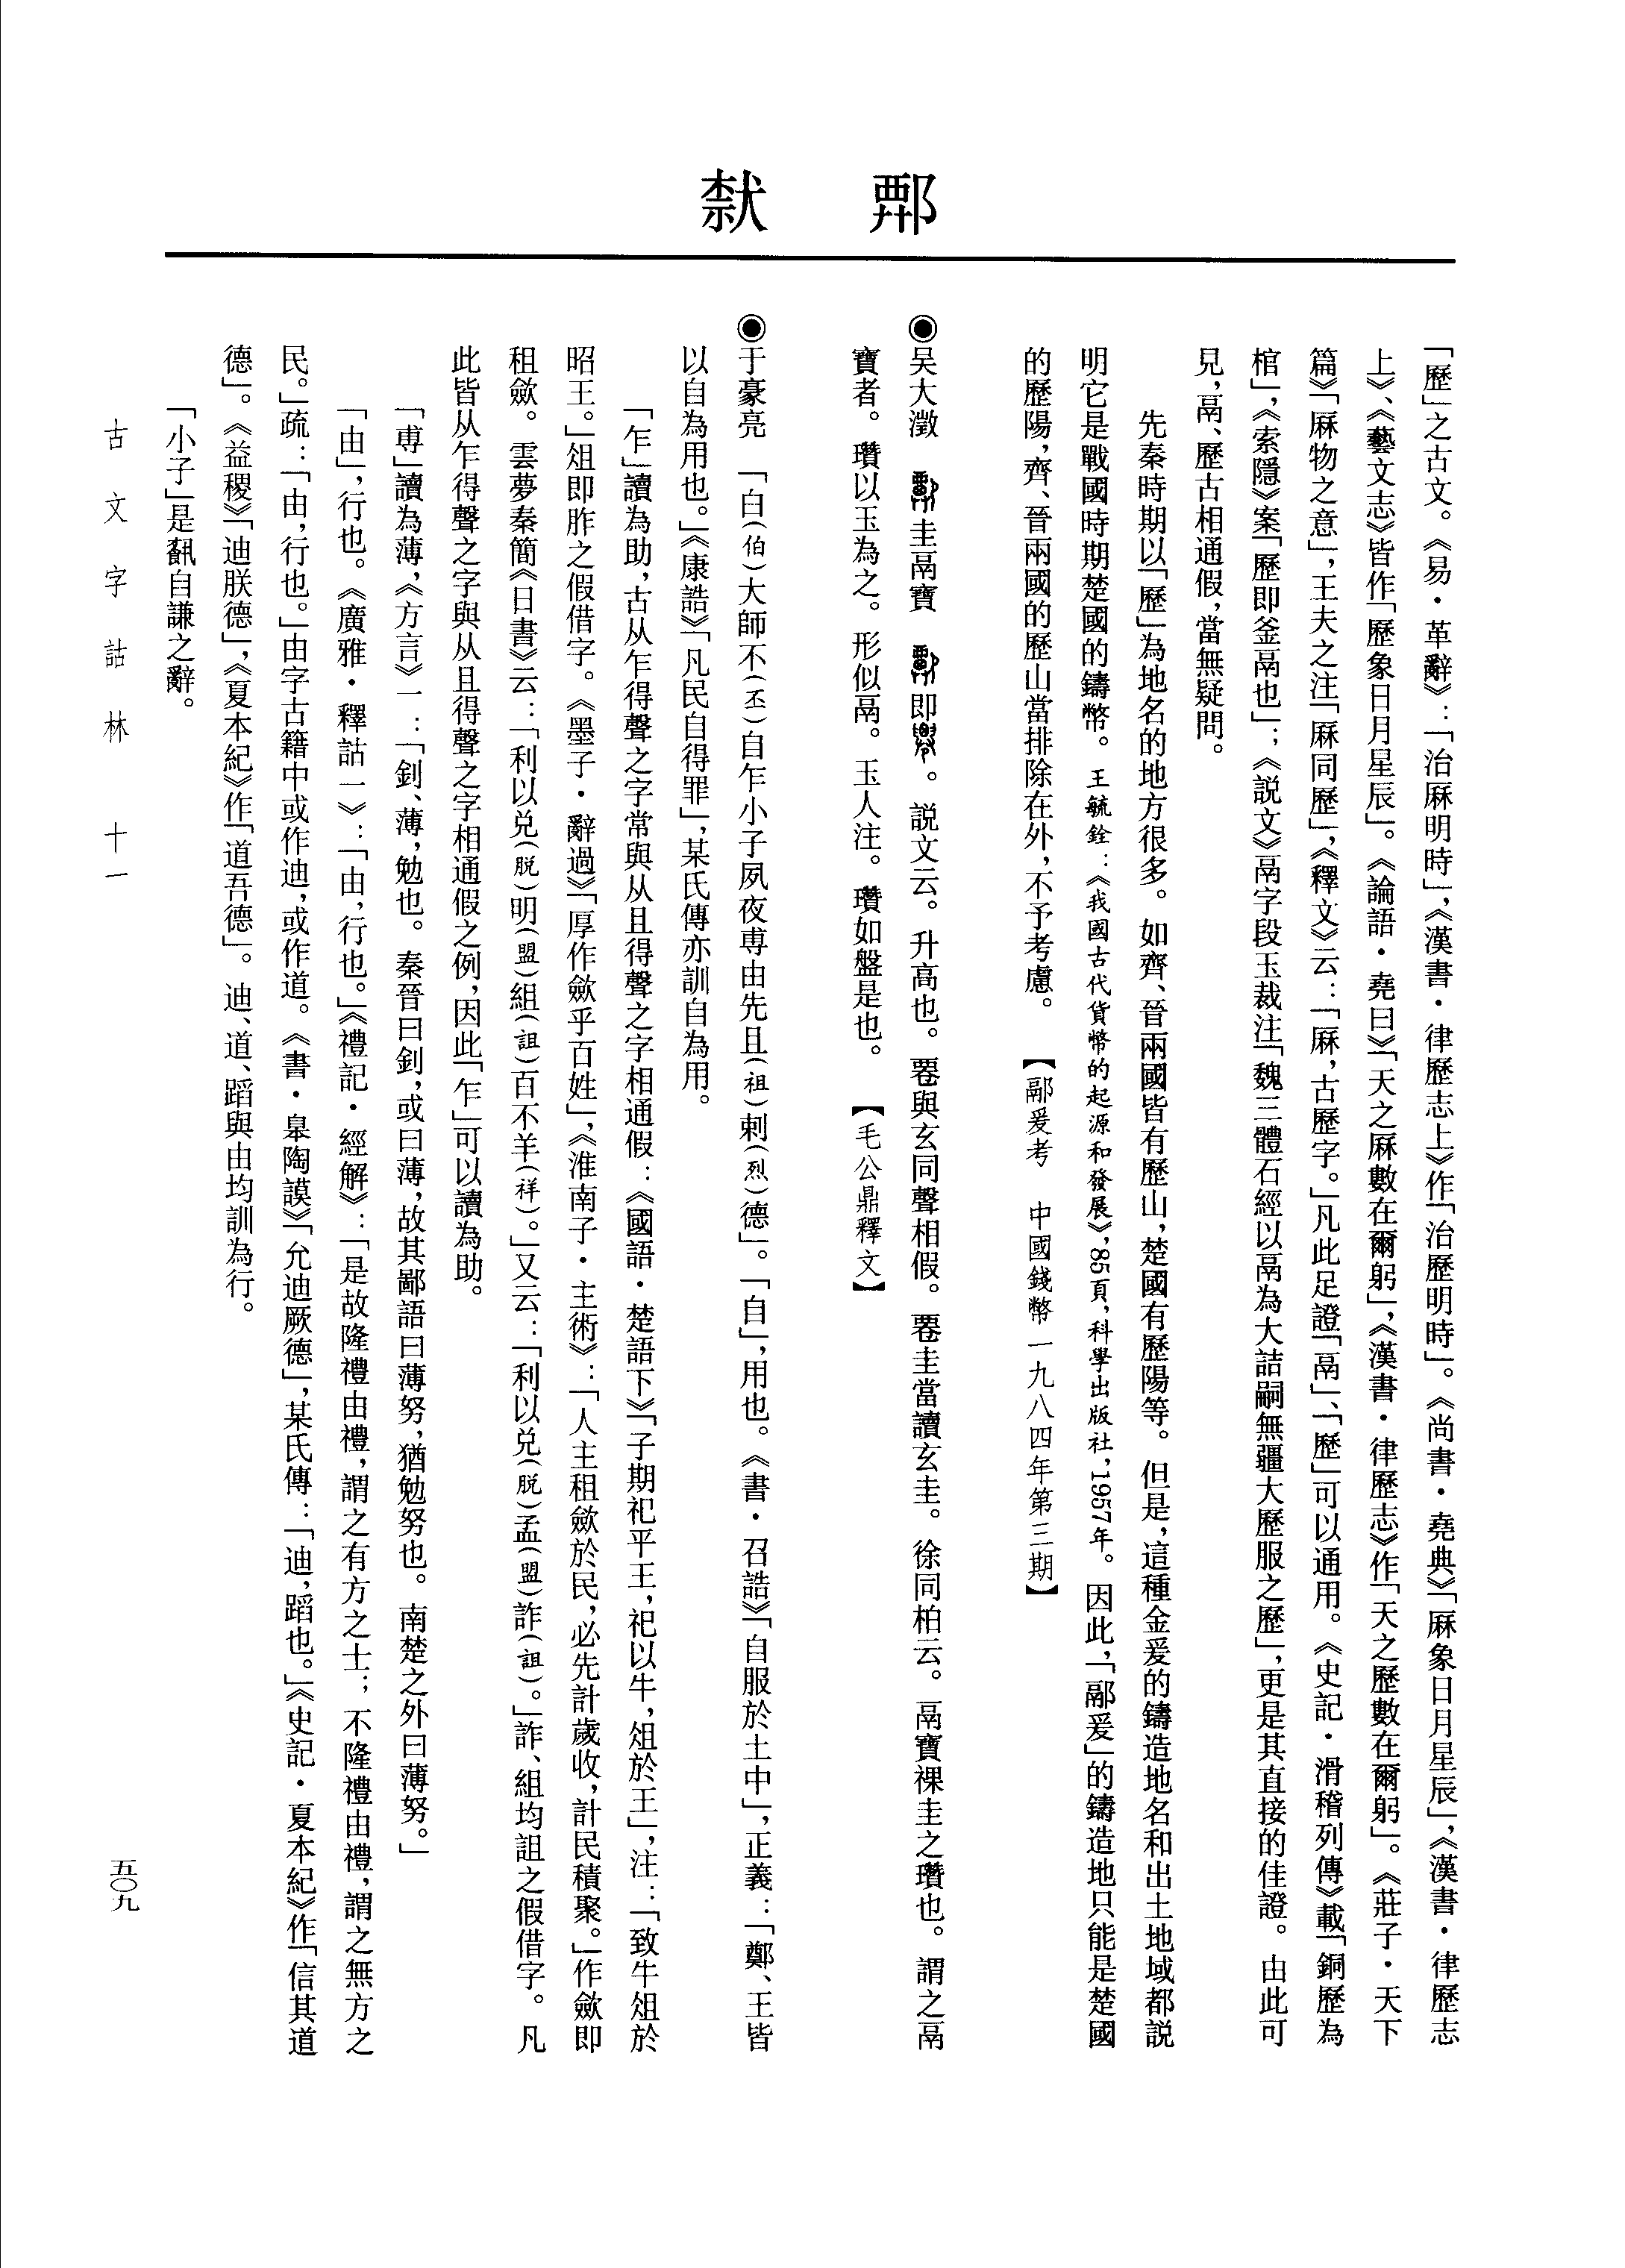 「歷」之古文。《易·革辭》：「治厤明時」，《漢書·律歷志上》作「治歷明時」。《尚書·堯典》「厤象日月星辰」，《漢書·律歷志
上》、《藝文志》皆作「歷象日月星辰」。《論語·堯曰》「天之厤數在爾躬」，《漢書·律歷志》作「天之歷數在爾躬」。《莊子·天下
篇》「厤物之意」，王夫之注「厤同歷」，《釋文》云：「厤，古歷字。」凡此足證「鬲」、「歷」可以通用。《史記·滑稽列傳》載「銅歷為
棺」，《索隱》案「歷即釜鬲也」；《説文》鬲字段玉裁注「魏三體石經以鬲為大誥嗣無疆大歷服之歷」，更是其直接的佳證。由此可
見，鬲、歷古相通假，當無疑問。
先秦時期以「歷」為地名的地方很多。如齊、晉兩國皆有歷山，楚國有歷陽等。但是，這種金爰的鑄造地名和出土地域都説
明它是戰國時期楚國的鑄幣。王毓銓：《我國古代貨幣的起源和發展》，85頁，科學出版社，1957年。因此，「鄏爰」的鑄造地只能是楚國
的歷陽，齊、晉兩國的歷山當排除在外，不予考慮。【鄏爰考　中國錢幣一九八四年第三期】
◉吴大澂　圭鬲寶　即。説文云。升高也。䙴與玄同聲相假。䙴圭當讀玄圭。徐同柏云。鬲寶祼圭之瓚也。謂之鬲
寶者。瓚以玉為之。形似鬲。玉人注。瓚如盤是也。【毛公鼎釋文】
◉于豪亮　「白（伯）大師不（丕）自乍小子夙夜尃由先且（祖）剌（烈）德」。「自」，用也。《書·召誥》「自服於土中」，正義：「鄭、王皆
以自為用也。」《康誥》「凡民自得罪」，某氏傳亦訓自為用。
「乍」讀為助，古从乍得聲之字常與从且得聲之字相通假：《國語·楚語下》「子期祀平王，祀以牛，俎於王」，注：「致牛俎於
昭王。」俎即胙之假借字。《墨子·辭過》「厚作斂乎百姓」，《淮南子·主術》：「人主租斂於民，必先計歲收，計民積聚。」作斂即
租斂。雲夢秦簡《日書》云：「利以兑（脱）明（盟）組（詛）百不羊（祥）。」又云：「利以兑（脱）孟（盟）詐（詛）。」詐、組均詛之假借字。凡
此皆从乍得聲之字與从且得聲之字相通假之例，因此「乍」可以讀為助。
「尃」讀為薄，《方言》一：「釗、薄，勉也。秦晉曰釗，或曰薄，故其鄙語曰薄努，猶勉努也。南楚之外曰薄努。」
「由」，行也。《廣雅·釋詁一》：「由，行也。」《禮記·經解》：「是故隆禮由禮，謂之有方之士；不隆禮由禮，謂之無方之
民。」疏：「由，行也。」由字古籍中或作迪，或作道。《書·皋陶謨》「允迪厥德」，某氏傳：「迪，蹈也。」《史記·夏本紀》作「信其道
德」。《益稷》「迪朕德」，《夏本紀》作「道吾德」。迪、道、蹈與由均訓為行。
「小子」是自謙之辭。
古文字詁林　十一
五〇九